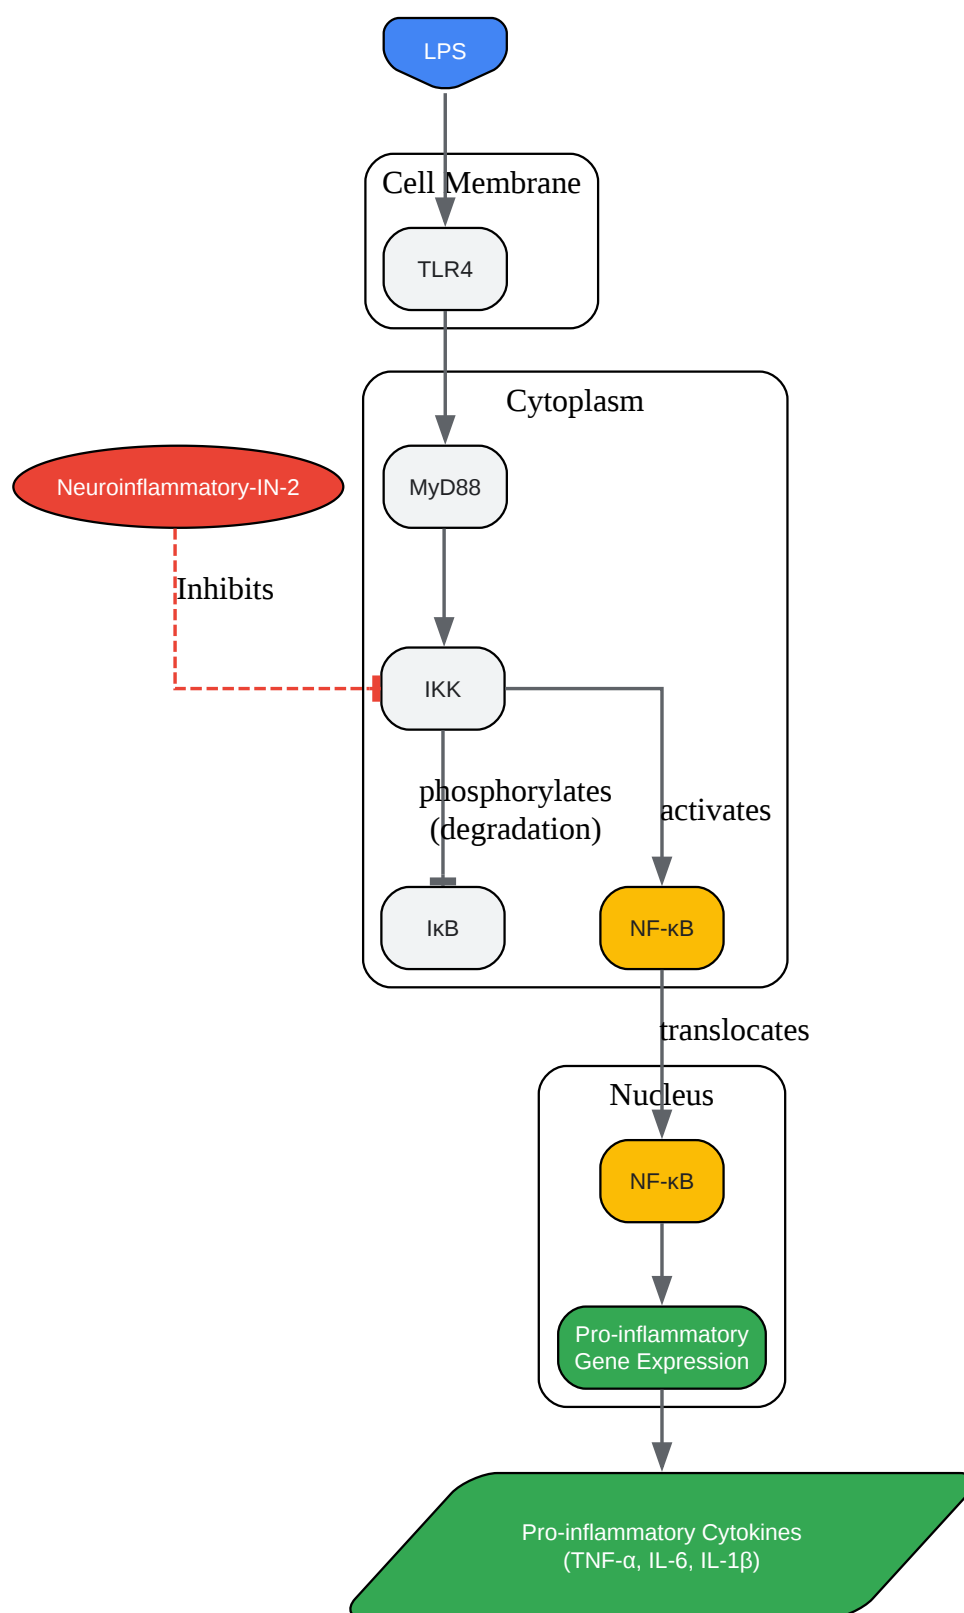 LPS
Cell Membrane
TLR4
Cytoplasm
Neuroinflammatory-IN-2
MyD88
Inhibits
IKK
phosphorylates
(degradation)
activates
IκB
NF-κB
translocates
Nucleus
NF-κB
Pro-inflammatory
Gene Expression
Pro-inflammatory Cytokines
(TNF-α, IL-6, IL-1β)